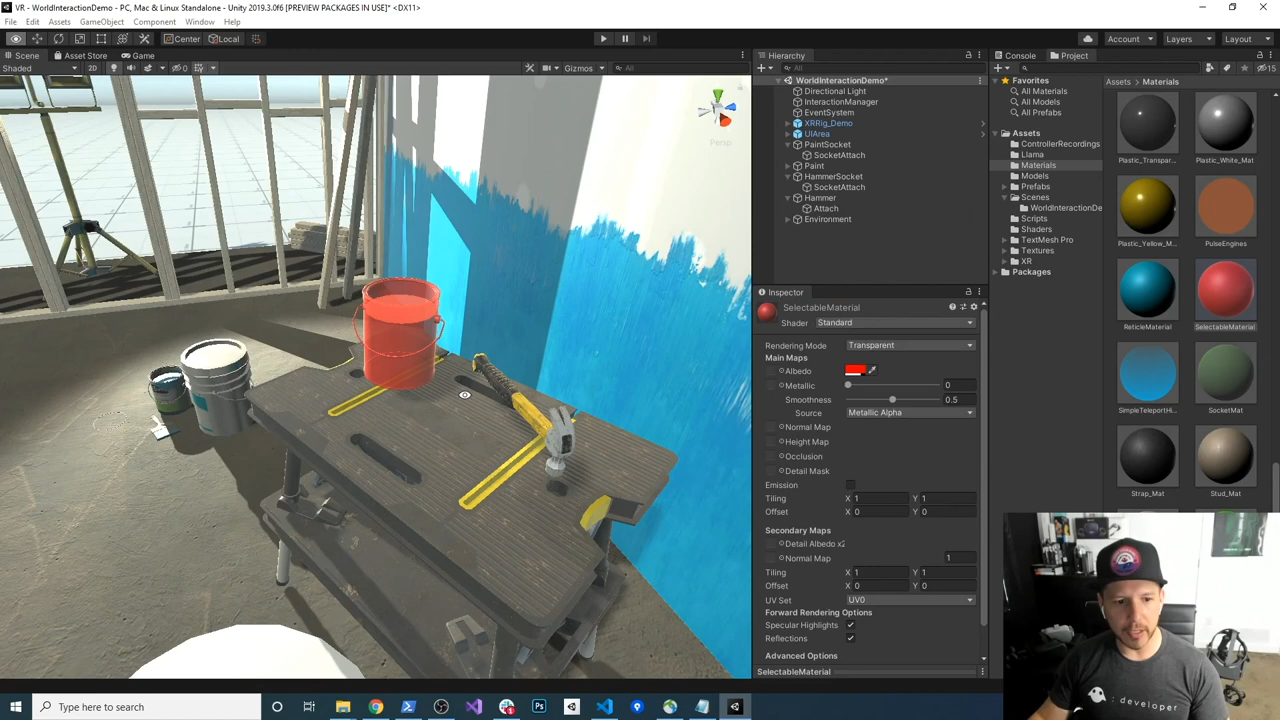 VR - WorldInteractionDemo - PC, Mac & Linux Standalone - Unity 2019.3.0f6 [PREVIEW PACKAGES IN USE]* <DX11>
File Edit Assets GameObject Component Window Help
Center Local Account Layers Layout
Scene Asset Store Game
Shaded 2D 0 Gizmos All
Persp
Hierarchy
All
WorldInteractionDemo*
Directional Light
InteractionManager
EventSystem
XRRig_Demo
UIArea
PaintSocket
SocketAttach
Paint
HammerSocket
SocketAttach
Hammer
Attach
Environment
Inspector
SelectableMaterial
Shader Standard
Rendering Mode Transparent
Main Maps
Albedo
Metallic 0
Smoothness 0.5
Source Metallic Alpha
Normal Map
Height Map
Occlusion
Detail Mask
Emission
Tiling X 1 Y 1
Offset X 0 Y 0
Secondary Maps
Detail Albedo x2
Normal Map 1
Tiling X 1 Y 1
Offset X 0 Y 0
UV Set UV0
Forward Rendering Options
Specular Highlights
Reflections
Advanced Options
SelectableMaterial
Console Project
15
Favorites
All Materials
All Models
All Prefabs
Assets
ControllerRecordings
Llama
Materials
Models
Prefabs
Scenes
WorldInteractionDe
Scripts
Shaders
TextMesh Pro
Textures
XR
Packages
Assets Materials
Plastic_Transpar... Plastic_White_Mat
Plastic_Yellow_M... PulseEngines
ReticleMaterial SelectableMaterial
SimpleTeleportHi... SocketMat
Strap_Mat Stud_Mat
: developer
Type here to search